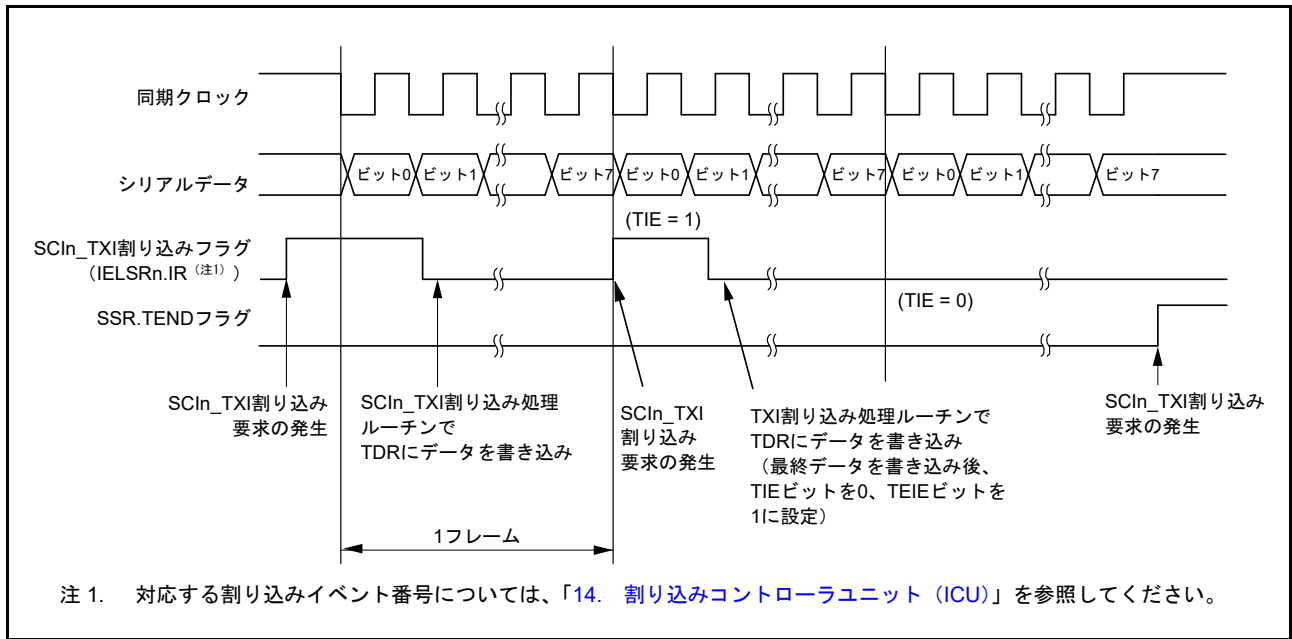 同期クロック
シリアルデータ
ビット0 ビット1 ビット7 ビット0 ビット1 ビット7 ビット0 ビット1 ビット7
(TIE = 1)
SCIn_TXI割り込みフラグ
（IELSRn.IR（注1））
(TIE = 0)
SSR.TENDフラグ
SCIn_TXI割り込み
要求の発生
SCIn_TXI割り込み処理
ルーチンで
TDRにデータを書き込み
SCIn_TXI
割り込み
要求の発生
TXI割り込み処理ルーチンで
TDRにデータを書き込み
（最終データを書き込み後、
TIEビットを0、TEIEビットを
1に設定）
SCIn_TXI割り込み
要求の発生
1フレーム
注 1. 対応する割り込みイベント番号については、「14. 割り込みコントローラユニット（ICU）」を参照してください。